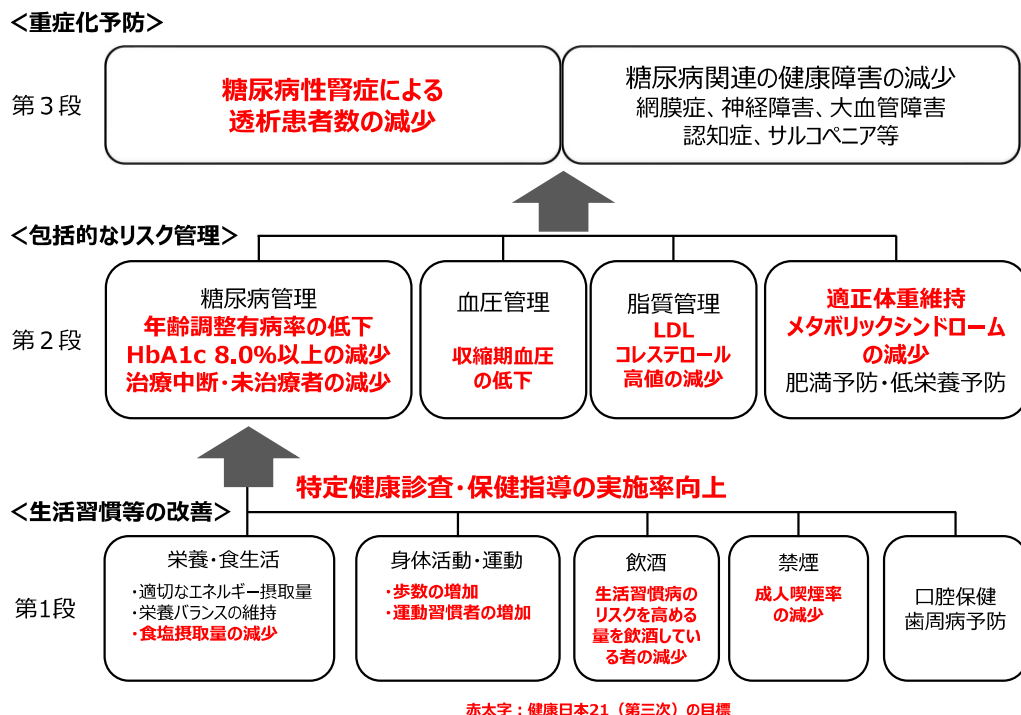 ＜重症化予防＞
第３段
糖尿病性腎症による
透析患者数の減少
糖尿病関連の健康障害の減少
網膜症、神経障害、大血管障害
認知症、サルコペニア等
＜包括的なリスク管理＞
第２段
糖尿病管理
年齢調整有病率の低下
HbA1c 8.0%以上の減少
治療中断・未治療者の減少
血圧管理
収縮期血圧
の低下
脂質管理
LDL
コレステロール
高値の減少
適正体重維持
メタボリックシンドローム
の減少
肥満予防・低栄養予防
特定健康診査・保健指導の実施率向上
＜生活習慣等の改善＞
第1段
栄養・食生活
・適切なエネルギー摂取量
・栄養バランスの維持
・食塩摂取量の減少
身体活動・運動
・歩数の増加
・運動習慣者の増加
飲酒
生活習慣病の
リスクを高める
量を飲酒してい
る者の減少
禁煙
成人喫煙率
の減少
口腔保健
歯周病予防
赤太字：健康日本21（第三次）の目標